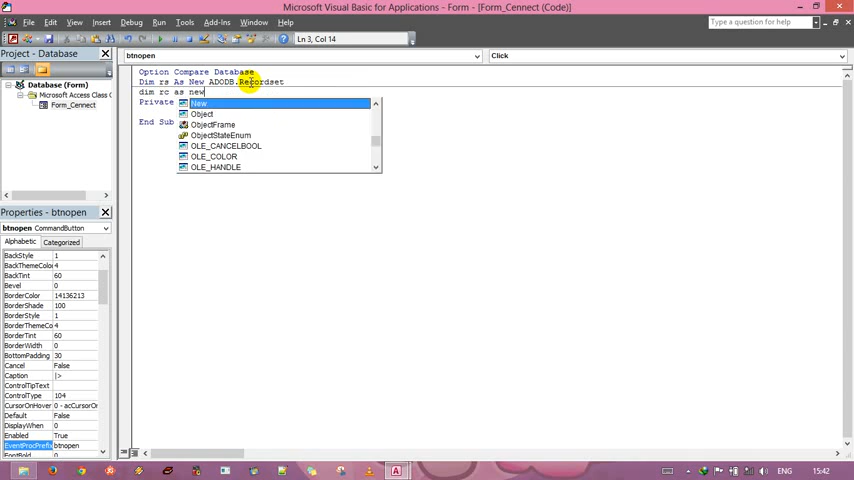 Microsoft Visual Basic for Applications - Form - [Form_Cennect (Code)]
File Edit View Insert Debug Run Tools Add-Ins Window Help
Type a question for help
Ln 3, Col 14
Project - Database
Database (Form)
Microsoft Access Class
Form_Cennect
btnopen
Click
Option Compare Database
Dim rs As New ADODB.Recordset
dim rc as new
Private
End Sub
New
Object
ObjectFrame
ObjectStateEnum
OLE_CANCELBOOL
OLE_COLOR
OLE_HANDLE
Properties - btnopen
btnopen CommandButton
Alphabetic Categorized
BackStyle 1
BackThemeColo 4
BackTint 60
Bevel 0
BorderColor 14136213
BorderShade 100
BorderStyle 1
BorderThemeCo 4
BorderTint 60
BorderWidth 0
BottomPadding 30
Cancel False
Caption |>
ControlTipText
ControlType 104
CursorOnHover 0 - acCursorOn
Default False
DisplayWhen 0
Enabled True
EventProcPrefix btnopen
FontBold 0
15:42